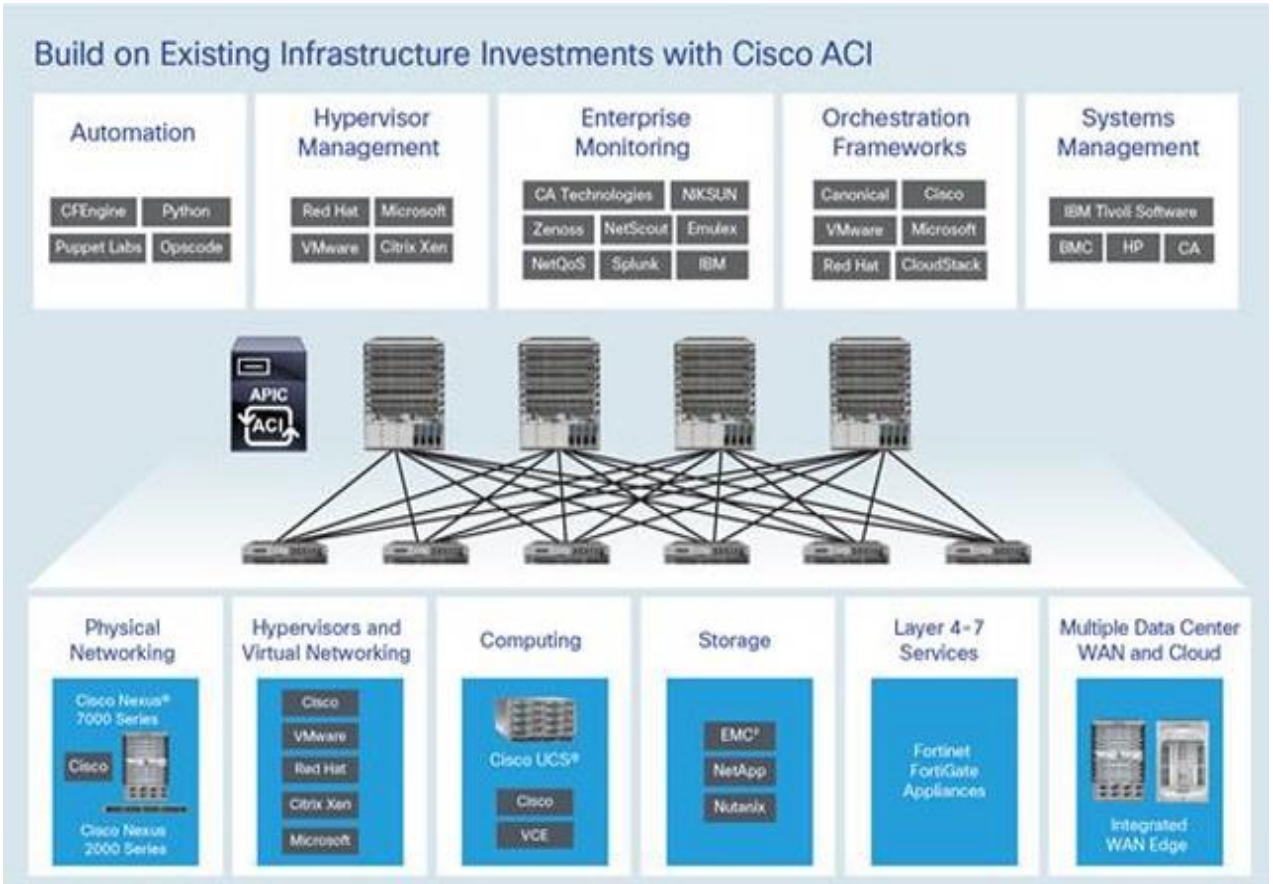 Build on Existing Infrastructure Investments with Cisco ACI
Automation
CFEngine
Python
Puppet Labs
Opscode
Hypervisor
Management
Red Hat
Microsoft
VMware
Citrix Xen
Enterprise
Monitoring
CA Technologies
NIKSUN
Zenoss
NetScout
Emulex
NetQoS
Splunk
IBM
Orchestration
Frameworks
Canonical
Cisco
VMware
Microsoft
Red Hat
CloudStack
Systems
Management
IBM Tivoli Software
BMC
HP
CA
APIC
ACI
Physical
Networking
Cisco Nexus®
7000 Series
Cisco
Cisco Nexus
2000 Series
Hypervisors and
Virtual Networking
Cisco
VMware
Red Hat
Citrix Xen
Microsoft
Computing
Cisco UCS®
Cisco
VCE
Storage
EMC²
NetApp
Nutanix
Layer 4-7
Services
Fortinet
FortiGate
Appliances
Multiple Data Center
WAN and Cloud
Integrated
WAN Edge